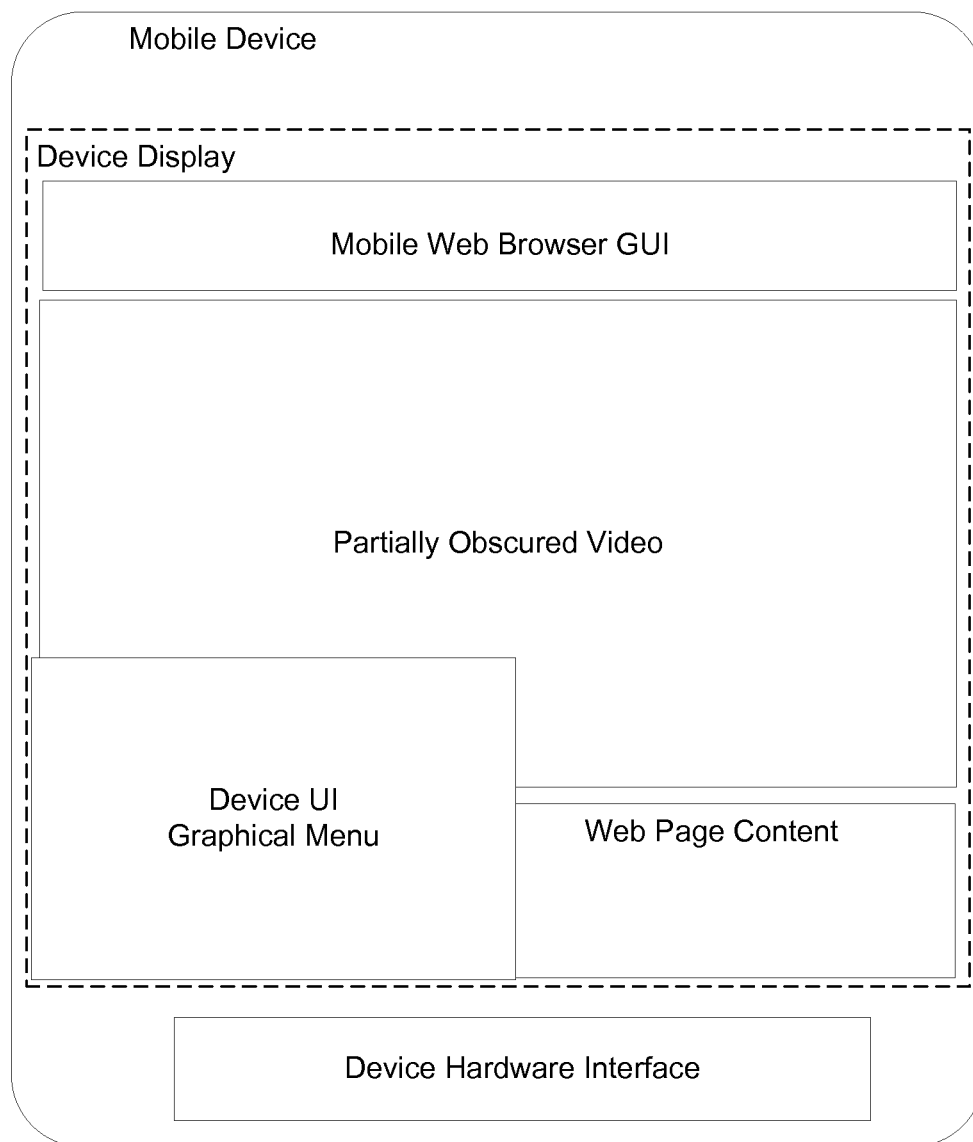 Mobile Device
Device Display
Mobile Web Browser GUI
Partially Obscured Video
Device UI
Graphical Menu
Web Page Content
Device Hardware Interface